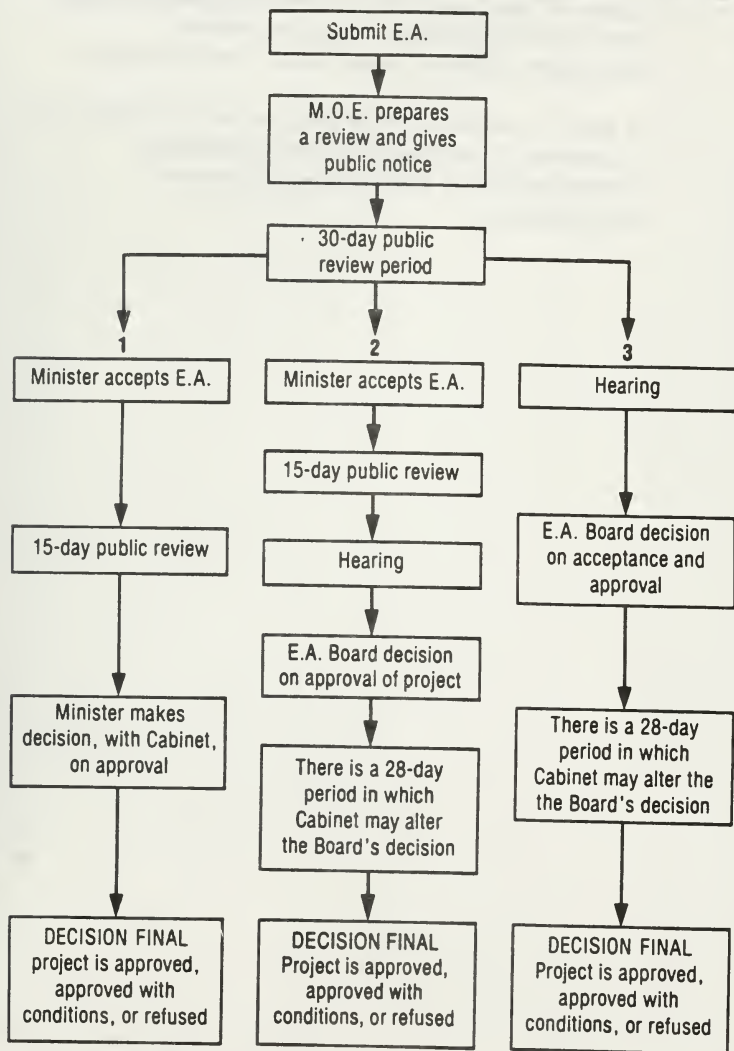 Submit E.A.
M.O.E. prepares
a review and gives
public notice
30-day public
review period
1
Minister accepts E.A.
15-day public review
Minister makes
decision, with Cabinet,
on approval
DECISION FINAL
project is approved,
approved with
conditions, or refused
2
Minister accepts E.A.
15-day public review
Hearing
E.A. Board decision
on approval of project
There is a 28-day
period in which
Cabinet may alter
the Board's decision
DECISION FINAL
Project is approved,
approved with
conditions, or refused
3
Hearing
E.A. Board decision
on acceptance and
approval
There is a 28-day
period in which
Cabinet may alter the
the Board's decision
DECISION FINAL
Project is approved,
approved with
conditions, or refused